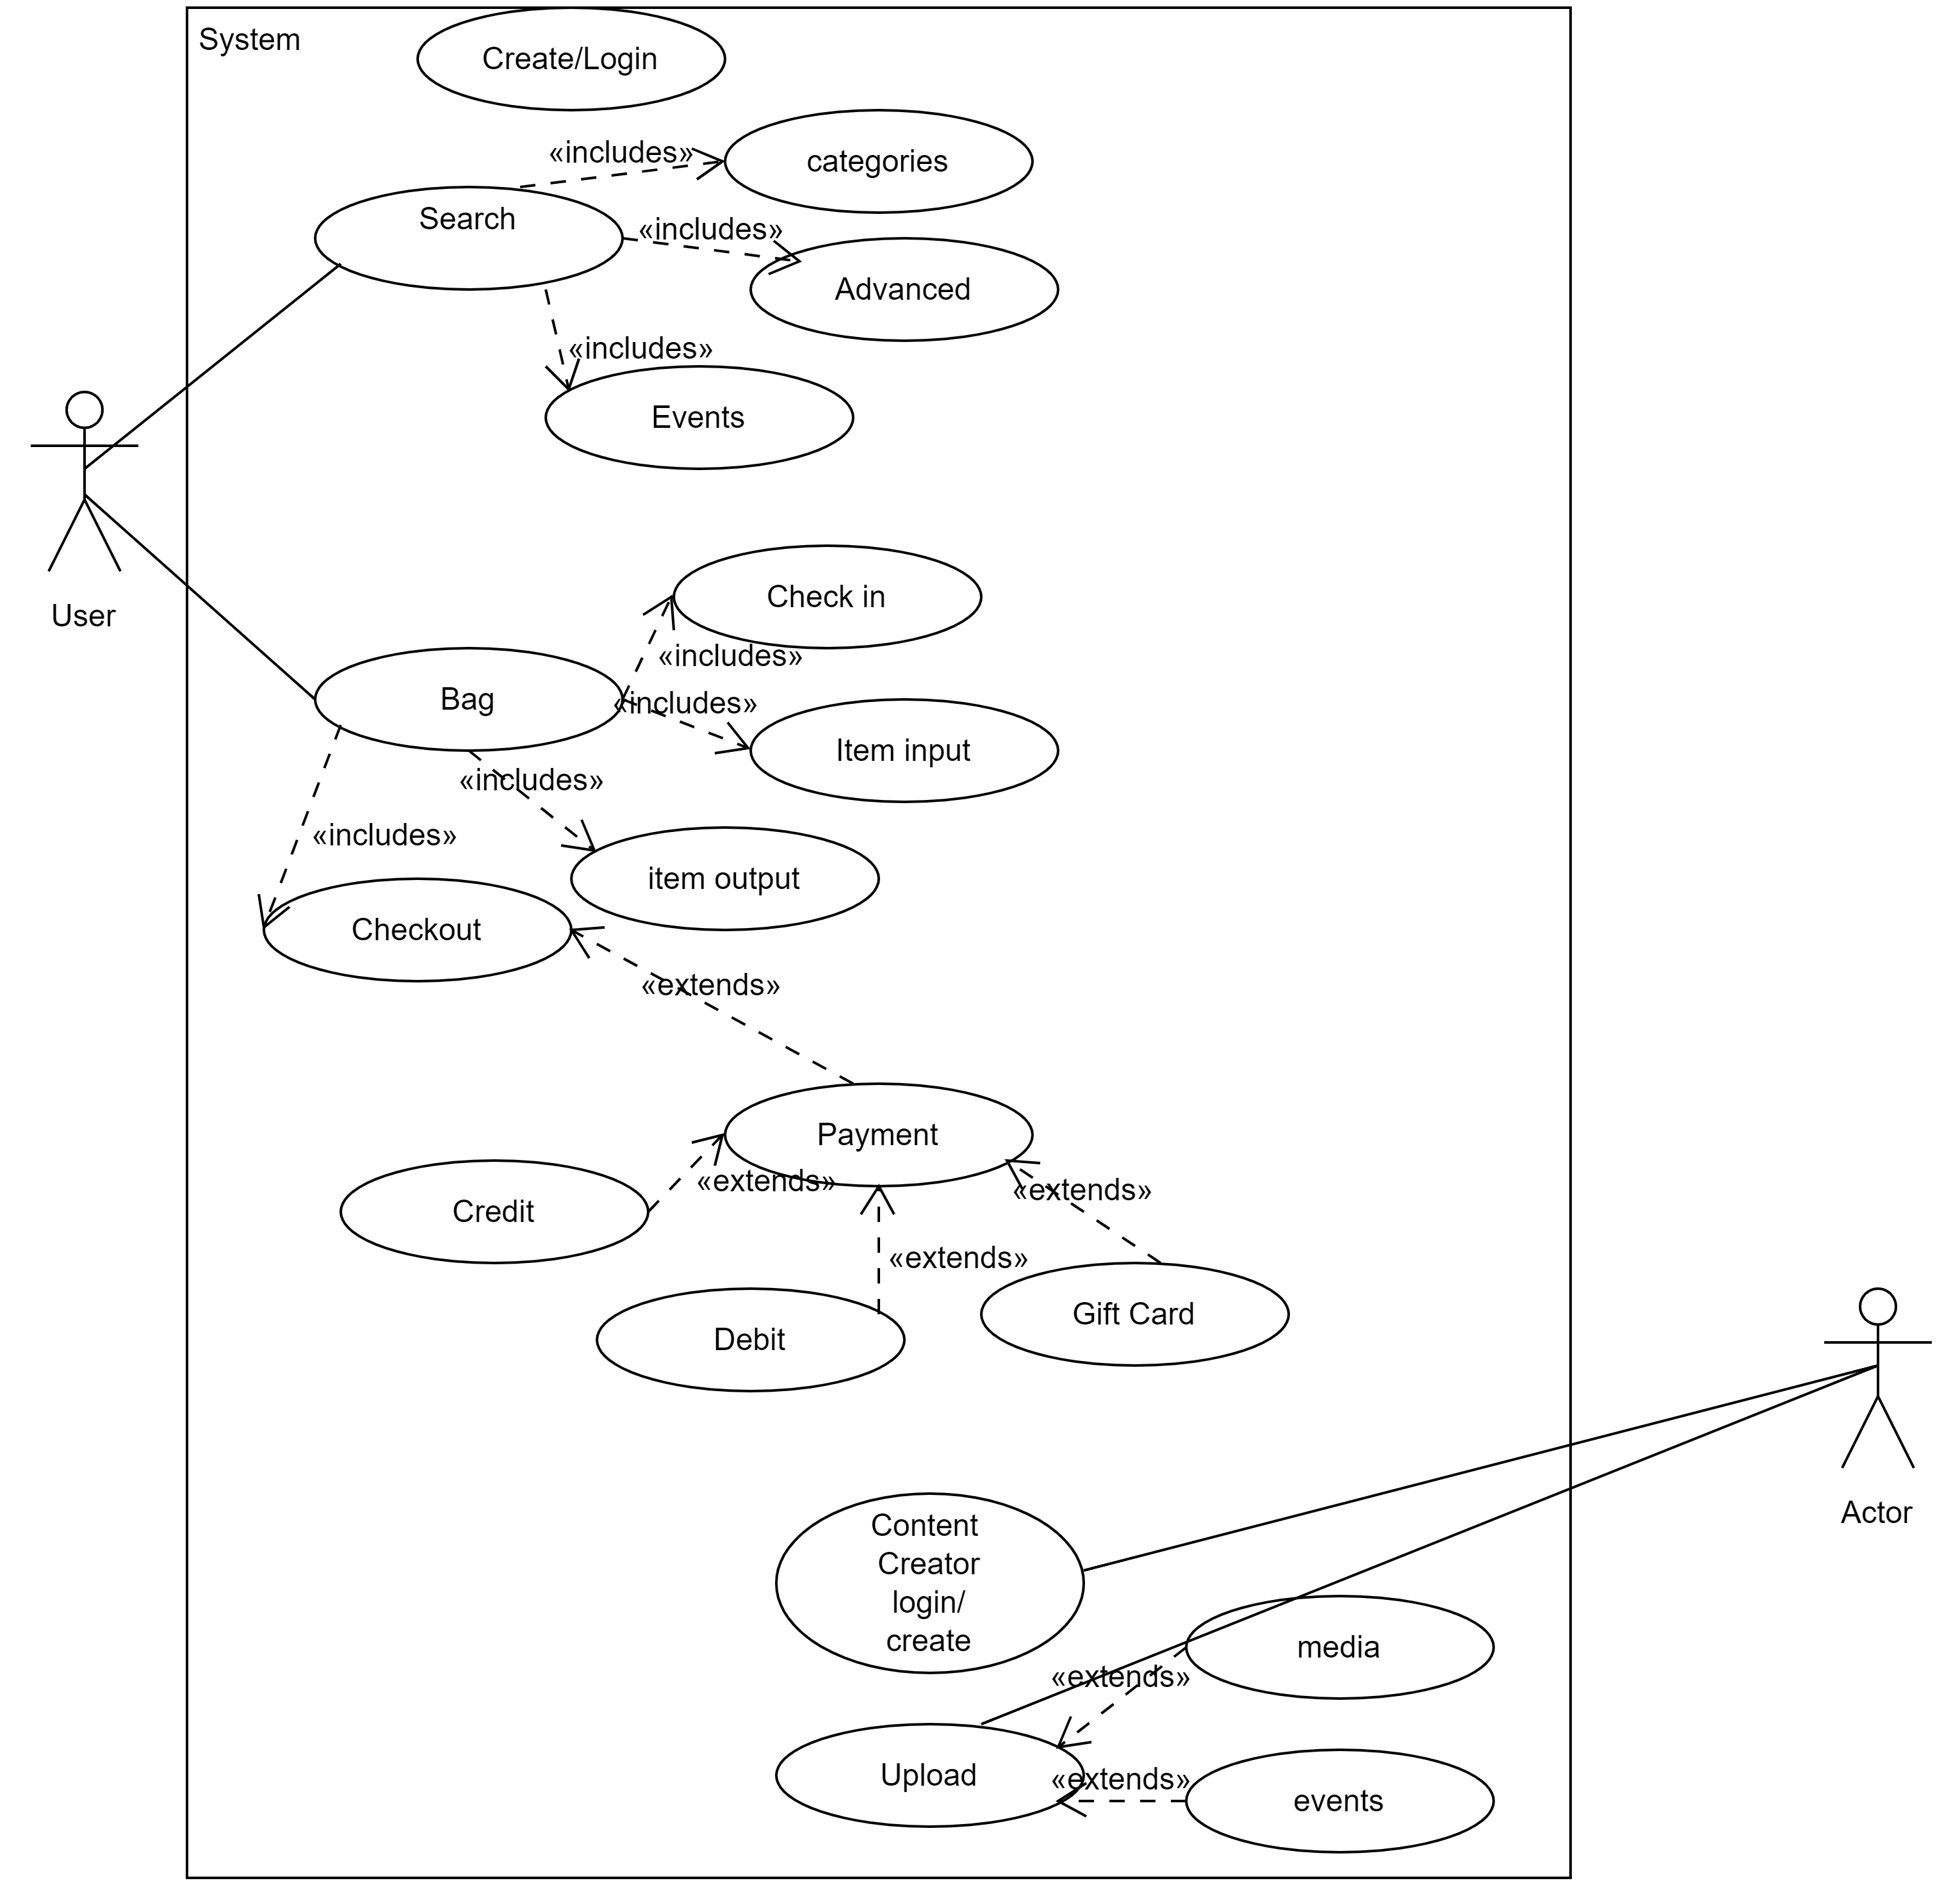 System
Create/Login
«includes»
categories
Search
«includes»
Advanced
«includes»
Events
User
Check in
«includes»
Bag
«includes»
Item input
«includes»
«includes»
item output
Checkout
«extends»
Payment
«extends»
«extends»
Credit
«extends»
Gift Card
Debit
Actor
Content
Creator
login/
create
media
«extends»
Upload
«extends»
events